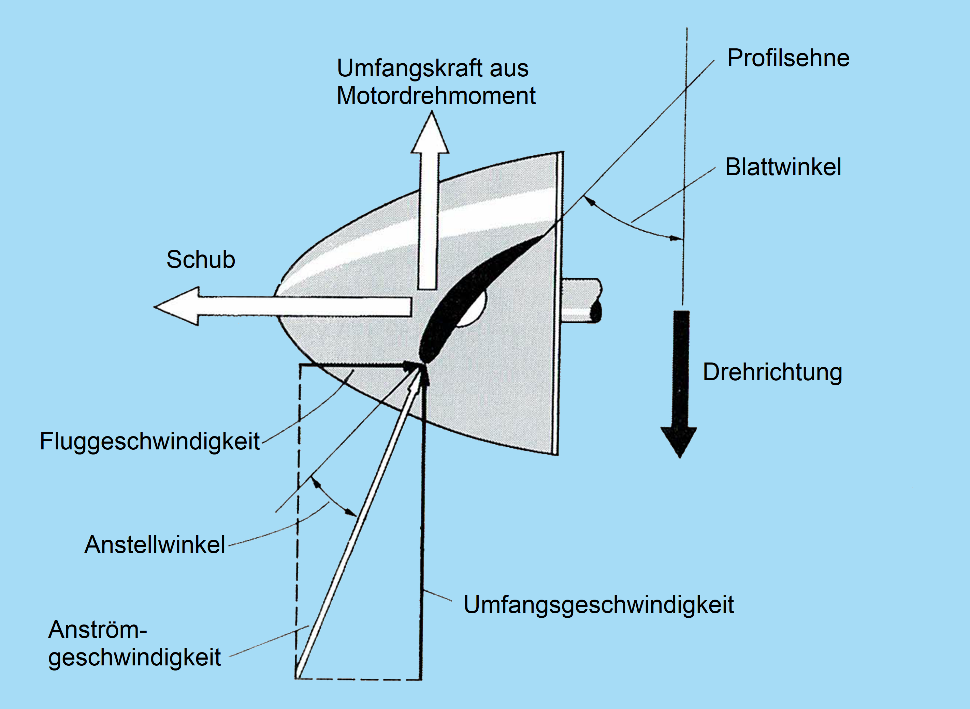 Umfangskraft aus
Motordrehmoment
Profilsehne
Blattwinkel
Schub
Drehrichtung
Fluggeschwindigkeit
Anstellwinkel
Umfangsgeschwindigkeit
Anström-
geschwindigkeit